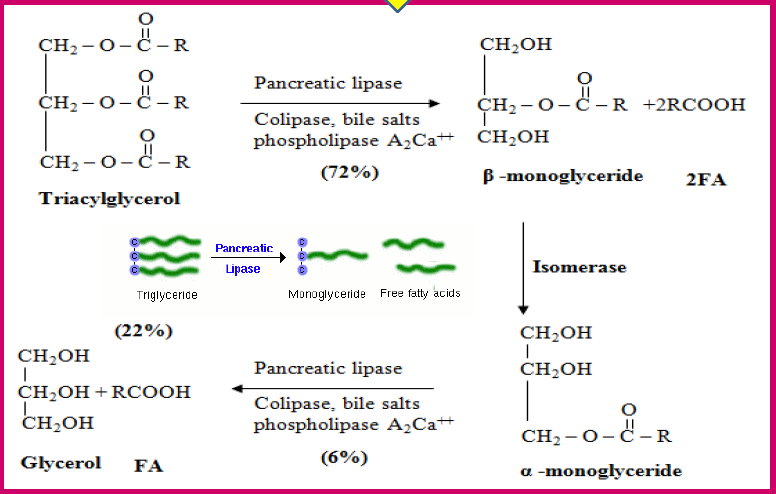 O
||
CH₂ – O – C – R
O
||
CH₂ – O – C – R
O
||
CH₂ – O – C – R
Triacylglycerol
Pancreatic lipase
Colipase, bile salts
phospholipase A₂Ca⁺⁺
(72%)
CH₂OH
O
||
CH₂ – O – C – R +2RCOOH
CH₂OH
β -monoglyceride 2FA
C
C
C
Triglyceride
Pancreatic
Lipase
C
C
C
Monoglyceride Free fatty acids
Isomerase
CH₂OH
CH₂OH
O
||
CH₂ – O – C – R
α -monoglyceride
Pancreatic lipase
Colipase, bile salts
phospholipase A₂Ca⁺⁺
(6%)
(22%)
CH₂OH
CH₂OH + RCOOH
CH₂OH
Glycerol FA